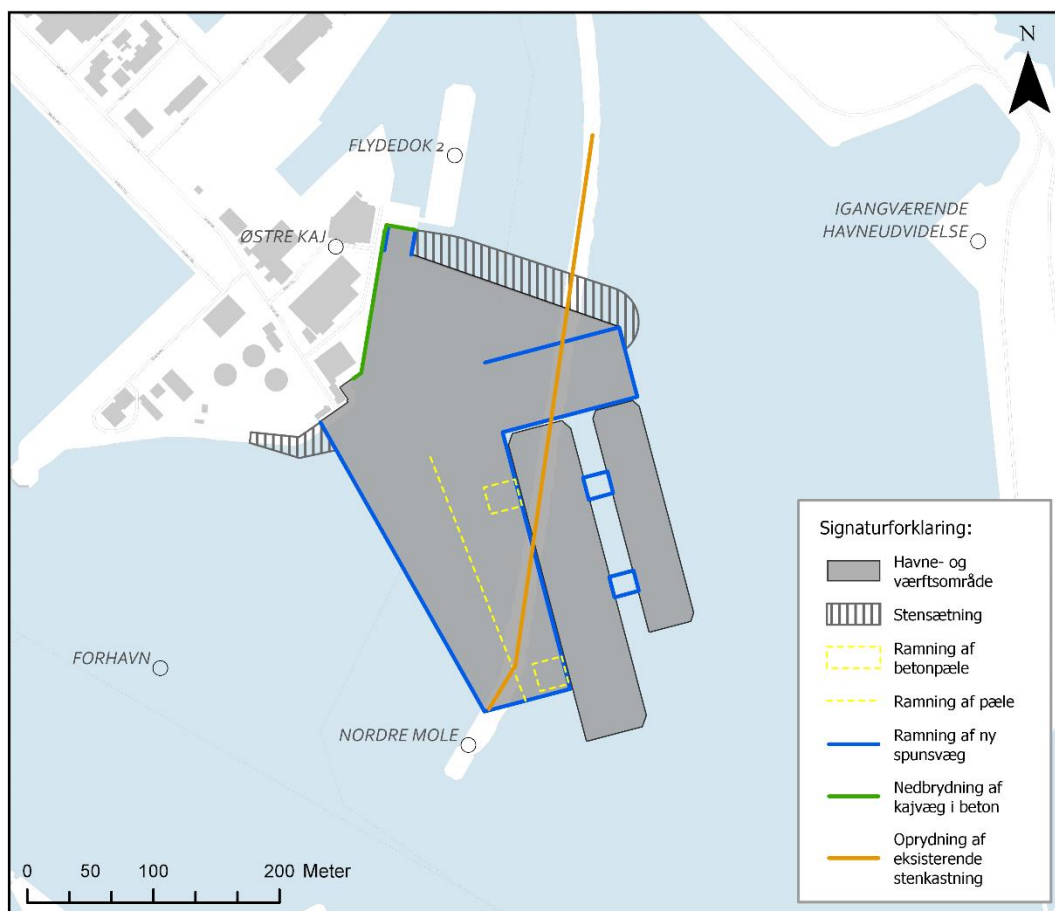 N
FLYDEDOK 2
ØSTRE KAJ
IGANGVÆRENDE
HAVNEUDVIDELSE
FORHAVN
NORDRE MOLE
Signaturforklaring:
Havne- og
værftsområde
Stensætning
Ramning af
betonpæle
Ramning af pæle
Ramning af ny
spunsvæg
Nedbrydning af
kajvæg i beton
Oprydning af
eksisterende
stenkastning
0 50 100 200 Meter